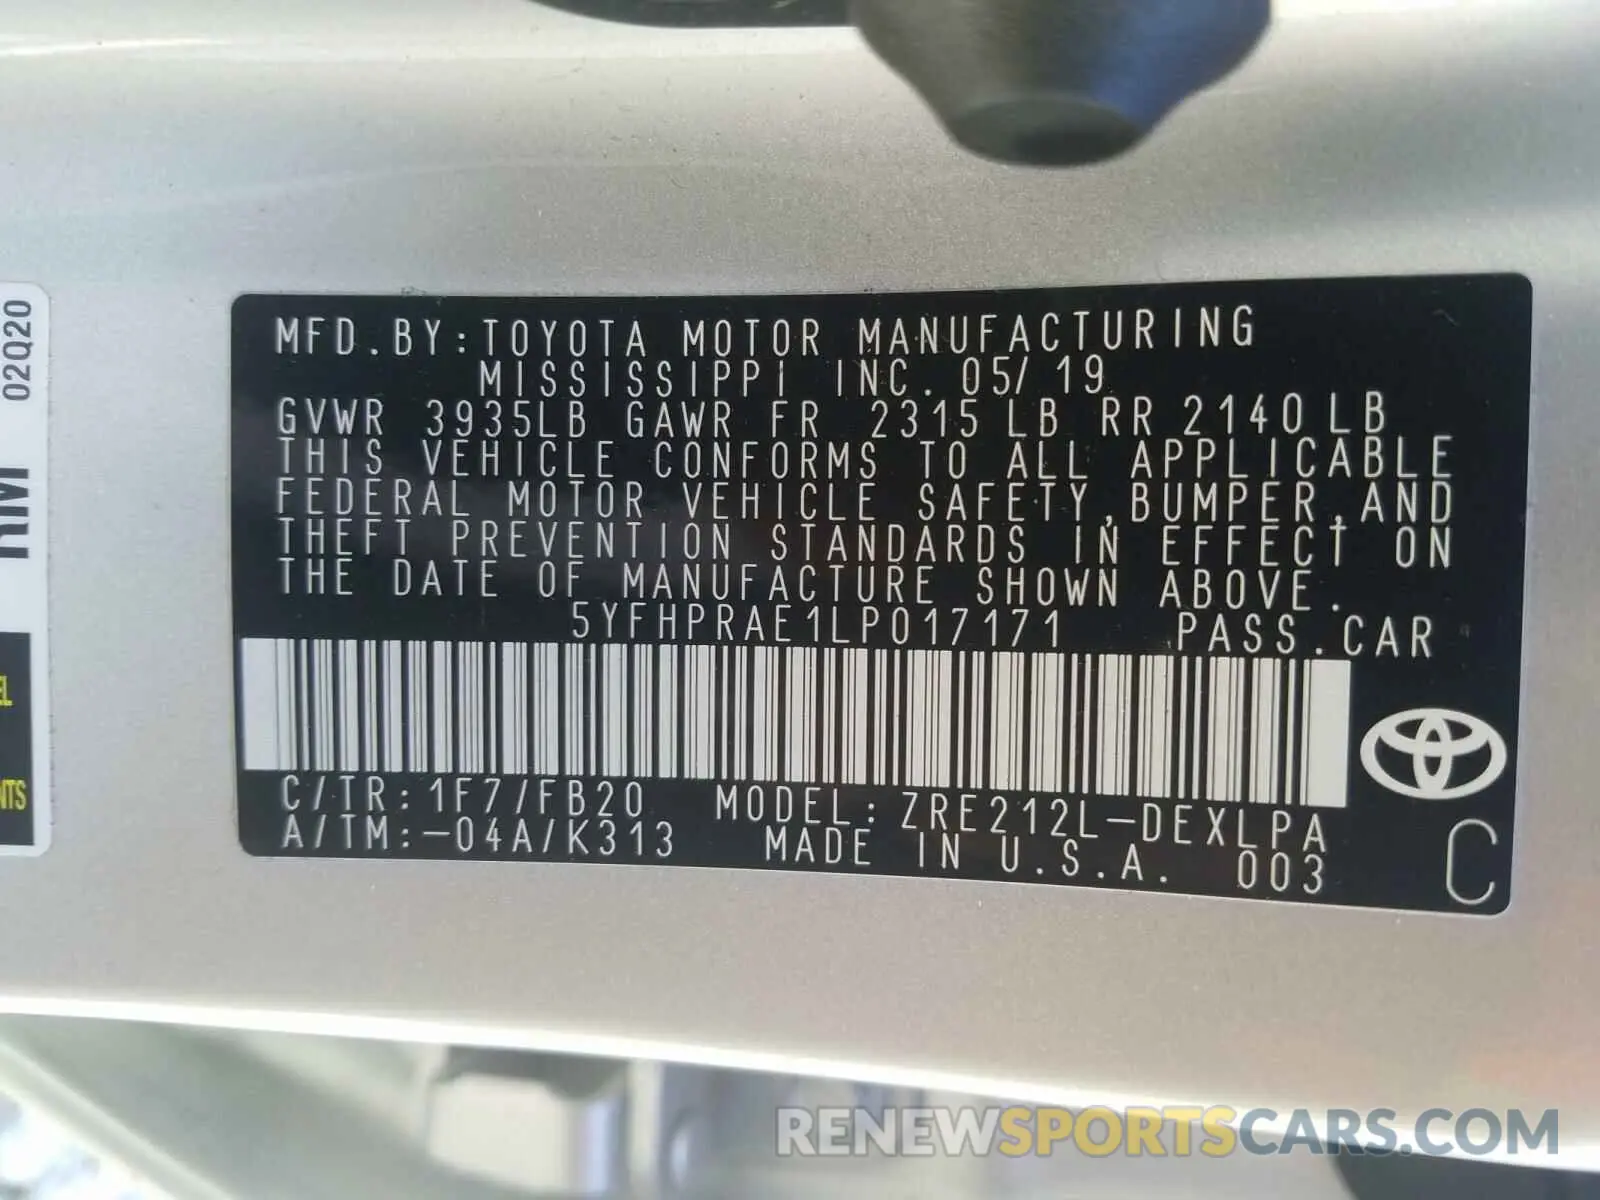 MFD.BY:TOYOTA MOTOR MANUFACTURING
MISSISSIPPI INC. 05/19
GVWR 3935LB GAWR FR 2315LB RR 2140LB
THIS VEHICLE CONFORMS TO ALL APPLICABLE
FEDERAL MOTOR VEHICLE SAFETY,BUMPER,AND
THEFT PREVENTION STANDARDS IN EFFECT ON
THE DATE OF MANUFACTURE SHOWN ABOVE.
5YFHPRAE1LP017171 PASS.CAR
C/TR:1F7/FB20 MODEL:ZRE212L-DEXLPA
A/TM:-04A/K313 MADE IN U.S.A. 003
C
02Q20
RENEWSPORTSCARS.COM